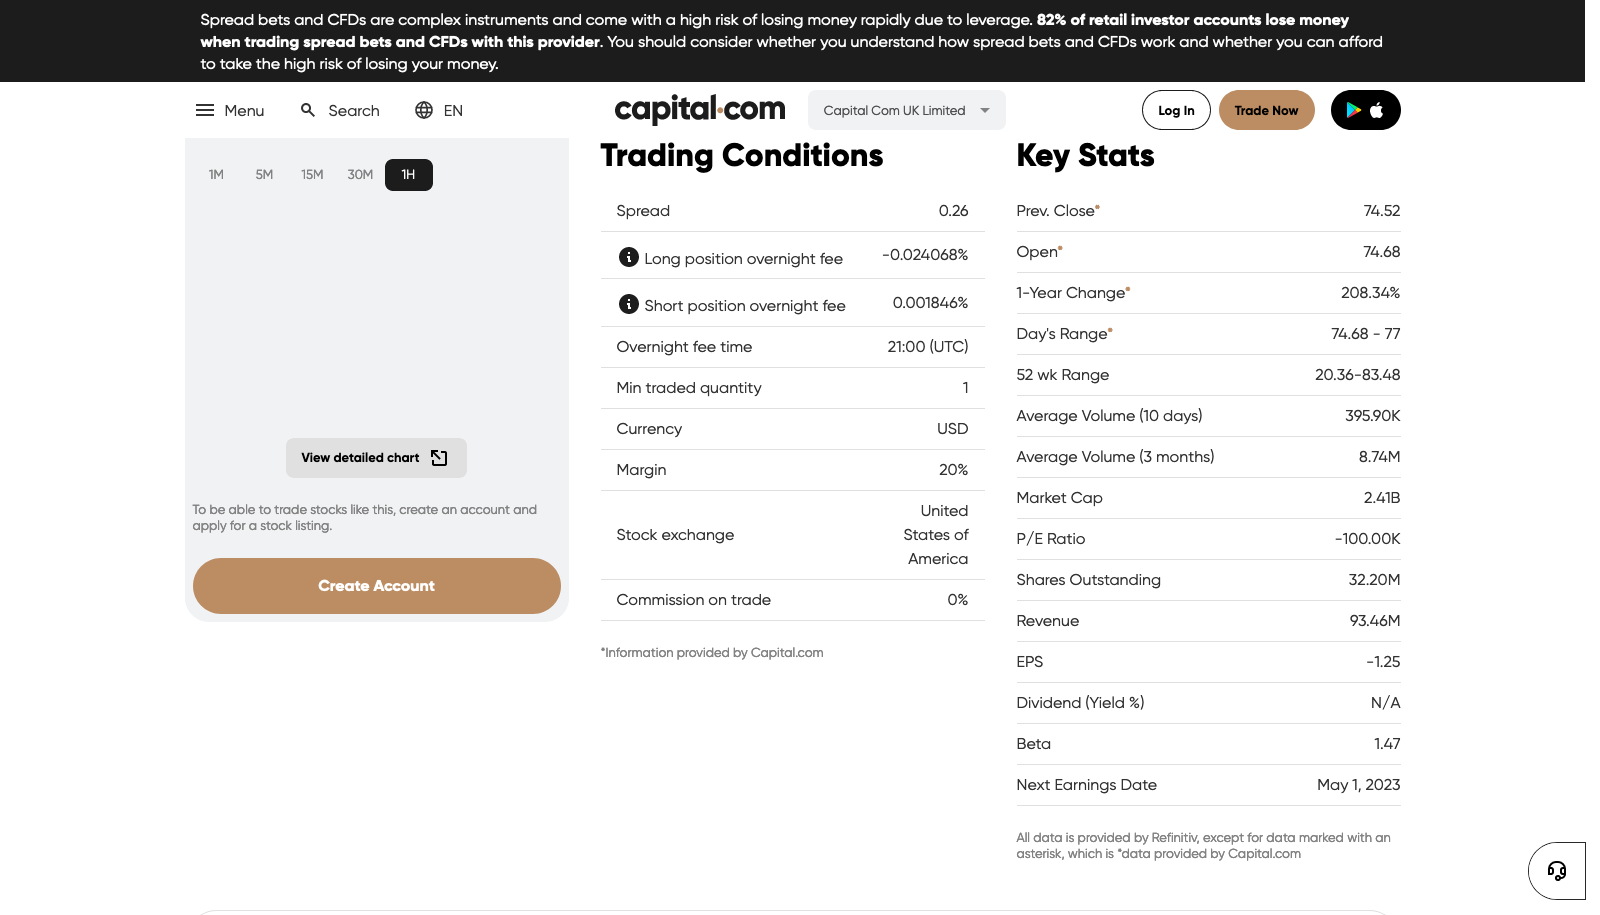 Spread bets and CFDs are complex instruments and come with a high risk of losing money rapidly due to leverage. 82% of retail investor accounts lose money
when trading spread bets and CFDs with this provider. You should consider whether you understand how spread bets and CFDs work and whether you can afford
to take the high risk of losing your money.
Menu Search EN capital.com Capital Com UK Limited Log In Trade Now
1M 5M 15M 30M 1H
View detailed chart
To be able to trade stocks like this, create an account and
apply for a stock listing.
Create Account
Trading Conditions
Spread 0.26
Long position overnight fee -0.024068%
Short position overnight fee 0.001846%
Overnight fee time 21:00 (UTC)
Min traded quantity 1
Currency USD
Margin 20%
Stock exchange United
States of
America
Commission on trade 0%
*Information provided by Capital.com
Key Stats
Prev. Close* 74.52
Open* 74.68
1-Year Change* 208.34%
Day's Range* 74.68 - 77
52 wk Range 20.36-83.48
Average Volume (10 days) 395.90K
Average Volume (3 months) 8.74M
Market Cap 2.41B
P/E Ratio -100.00K
Shares Outstanding 32.20M
Revenue 93.46M
EPS -1.25
Dividend (Yield %) N/A
Beta 1.47
Next Earnings Date May 1, 2023
All data is provided by Refinitiv, except for data marked with an
asterisk, which is *data provided by Capital.com